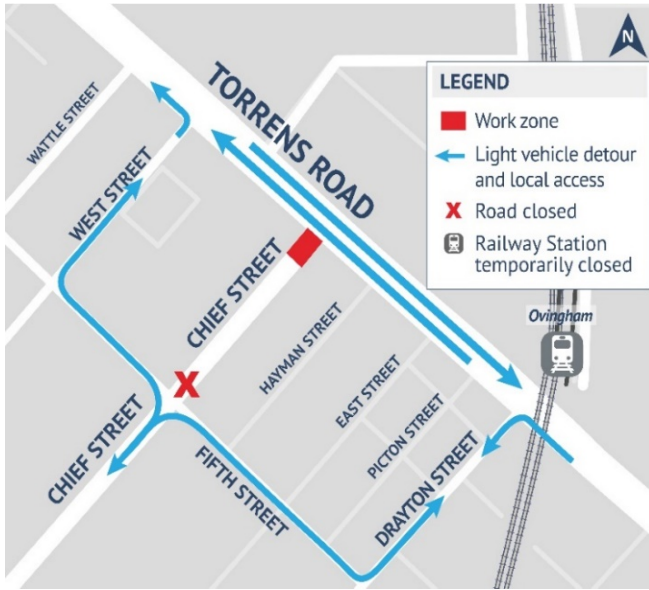 N
LEGEND
Work zone
Light vehicle detour
and local access
X Road closed
Railway Station
temporarily closed
TORRENS ROAD
WATTLE STREET
WEST STREET
CHIEF STREET
HAYMAN STREET
Ovingham
EAST STREET
X
PICTON STREET
CHIEF STREET
FIFTH STREET
DRAYTON STREET